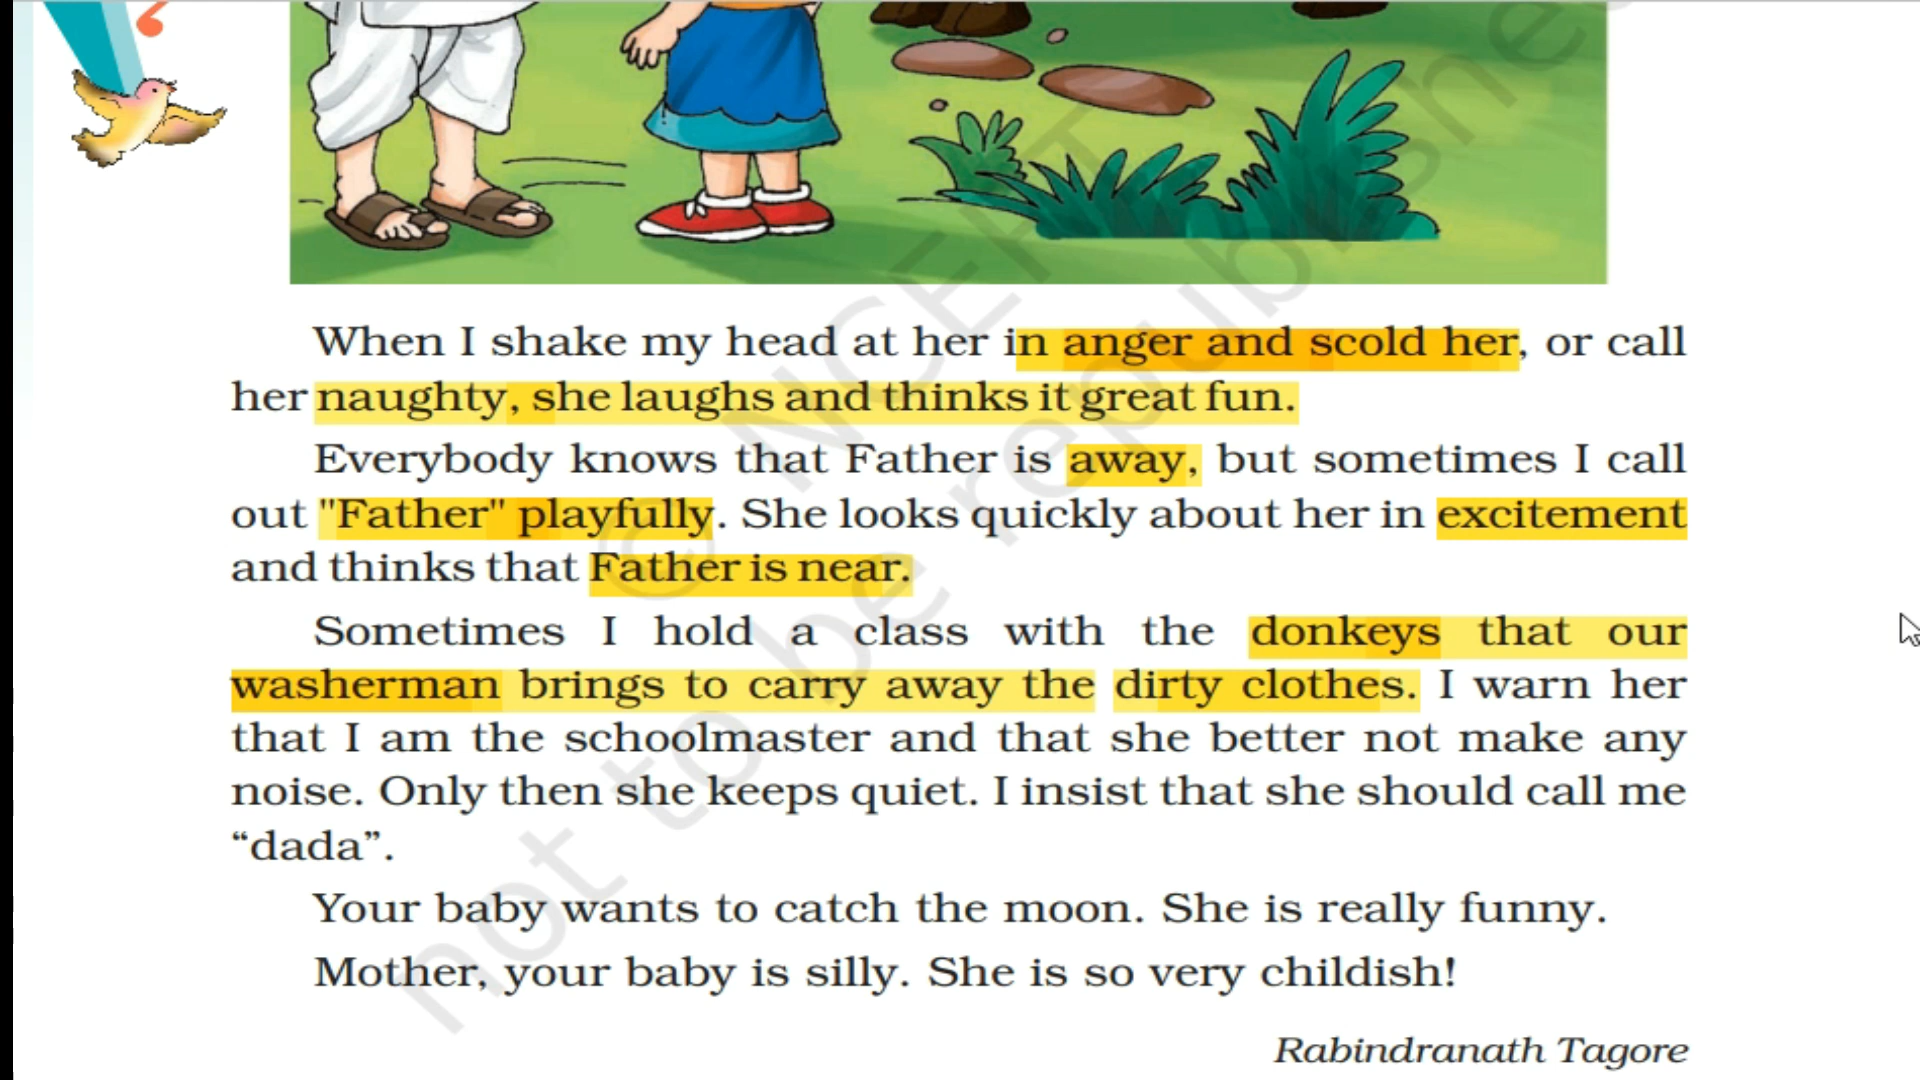 When I shake my head at her in anger and scold her, or call
her naughty, she laughs and thinks it great fun.
Everybody knows that Father is away, but sometimes I call
out "Father" playfully. She looks quickly about her in excitement
and thinks that Father is near.
Sometimes I hold a class with the donkeys that our
washerman brings to carry away the dirty clothes. I warn her
that I am the schoolmaster and that she better not make any
noise. Only then she keeps quiet. I insist that she should call me
“dada”.
Your baby wants to catch the moon. She is really funny.
Mother, your baby is silly. She is so very childish!
Rabindranath Tagore
© NCERT
not to be republishe